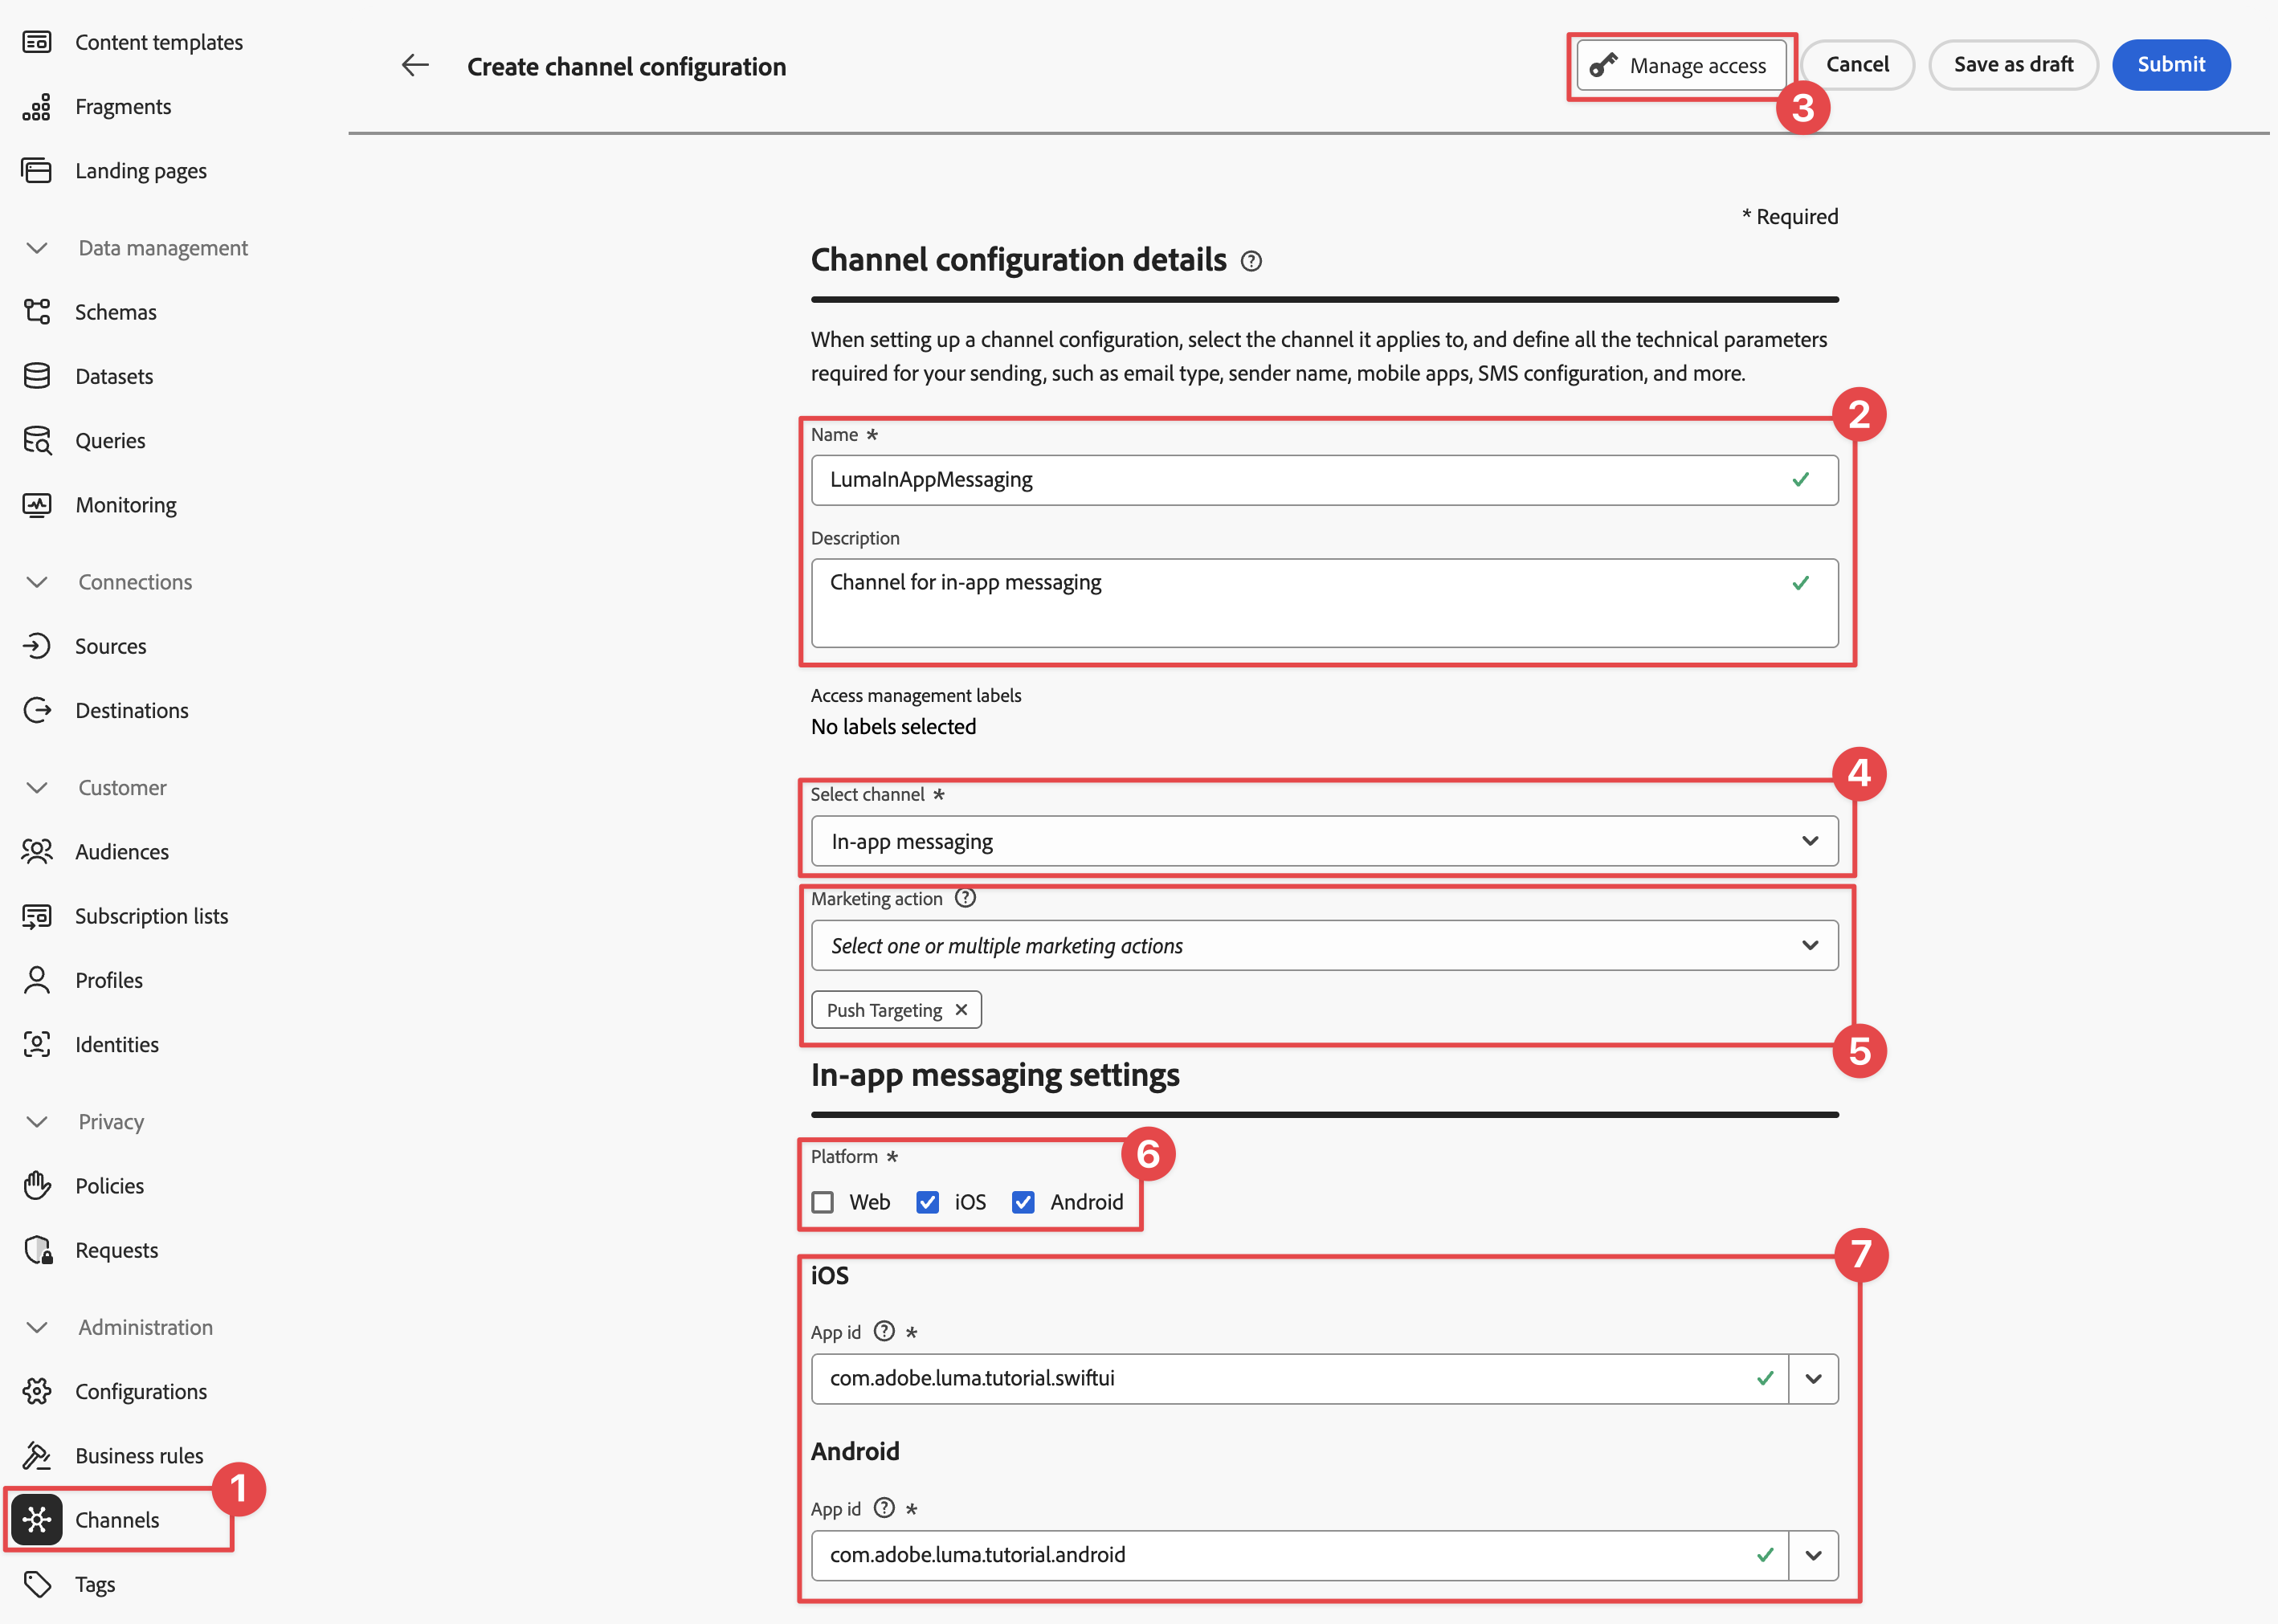 Content templates
Fragments
Landing pages
Data management
Schemas
Datasets
Queries
Monitoring
Connections
Sources
Destinations
Customer
Audiences
Subscription lists
Profiles
Identities
Privacy
Policies
Requests
Administration
Configurations
Business rules
1
Channels
Tags
Create channel configuration
Manage access
3
Cancel
Save as draft
Submit
* Required
Channel configuration details
When setting up a channel configuration, select the channel it applies to, and define all the technical parameters
required for your sending, such as email type, sender name, mobile apps, SMS configuration, and more.
2
Name *
LumaInAppMessaging
Description
Channel for in-app messaging
Access management labels
No labels selected
4
Select channel *
In-app messaging
Marketing action
Select one or multiple marketing actions
Push Targeting
5
In-app messaging settings
6
Platform *
Web iOS Android
7
iOS
App id *
com.adobe.luma.tutorial.swiftui
Android
App id *
com.adobe.luma.tutorial.android